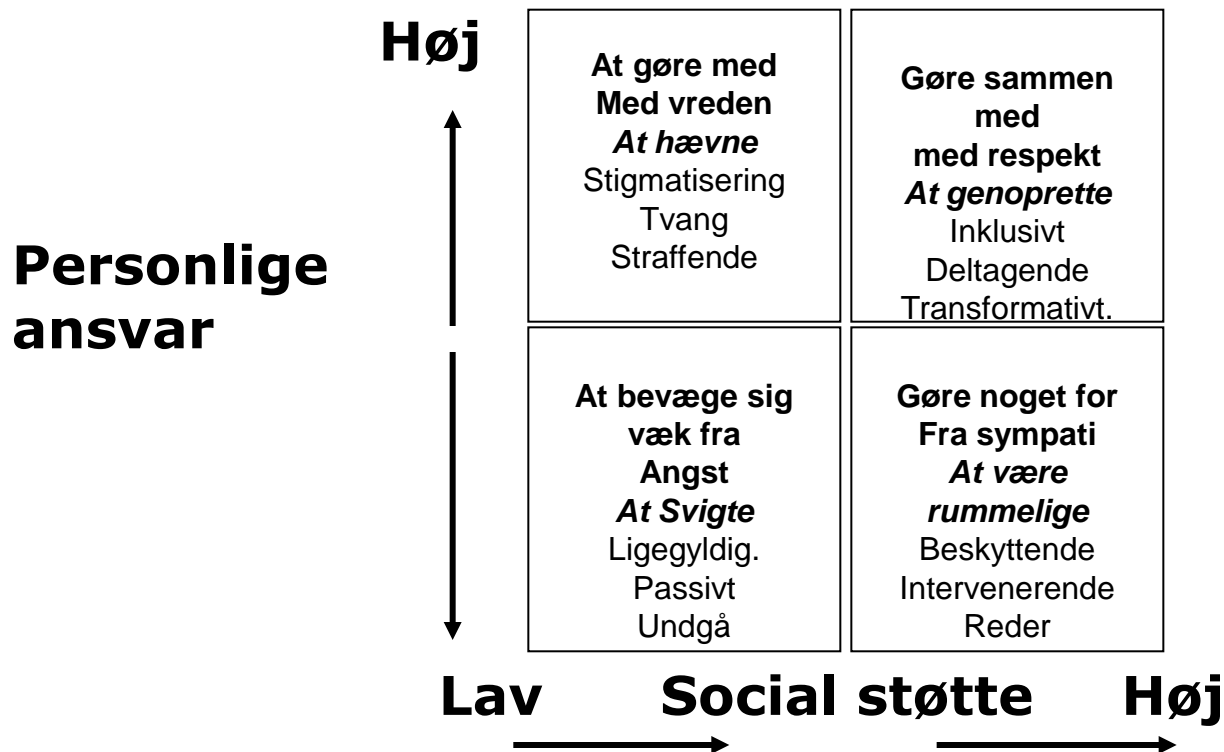 Høj
At gøre med
Med vreden
At hævne
Stigmatisering
Tvang
Straffende
Gøre sammen
med
med respekt
At genoprette
Inklusivt
Deltagende
Transformativt.
Personlige
ansvar
At bevæge sig
væk fra
Angst
At Svigte
Ligegyldig.
Passivt
Undgå
Gøre noget for
Fra sympati
At være
rummelige
Beskyttende
Intervenerende
Reder
Lav Social støtte Høj